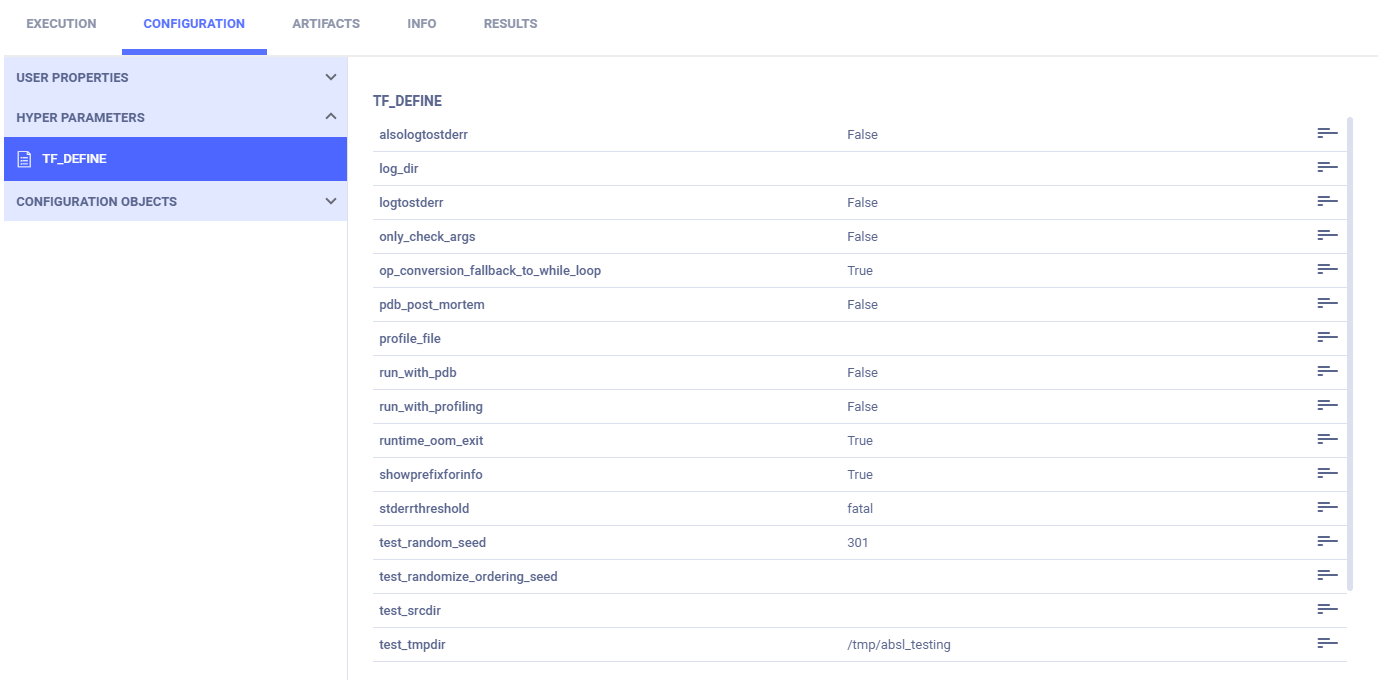 EXECUTION CONFIGURATION ARTIFACTS INFO RESULTS
USER PROPERTIES
HYPER PARAMETERS
TF_DEFINE
CONFIGURATION OBJECTS
TF_DEFINE
alsologtostderr False
log_dir
logtostderr False
only_check_args False
op_conversion_fallback_to_while_loop True
pdb_post_mortem False
profile_file
run_with_pdb False
run_with_profiling False
runtime_oom_exit True
showprefixforinfo True
stderrthreshold fatal
test_random_seed 301
test_randomize_ordering_seed
test_srcdir
test_tmpdir /tmp/absl_testing